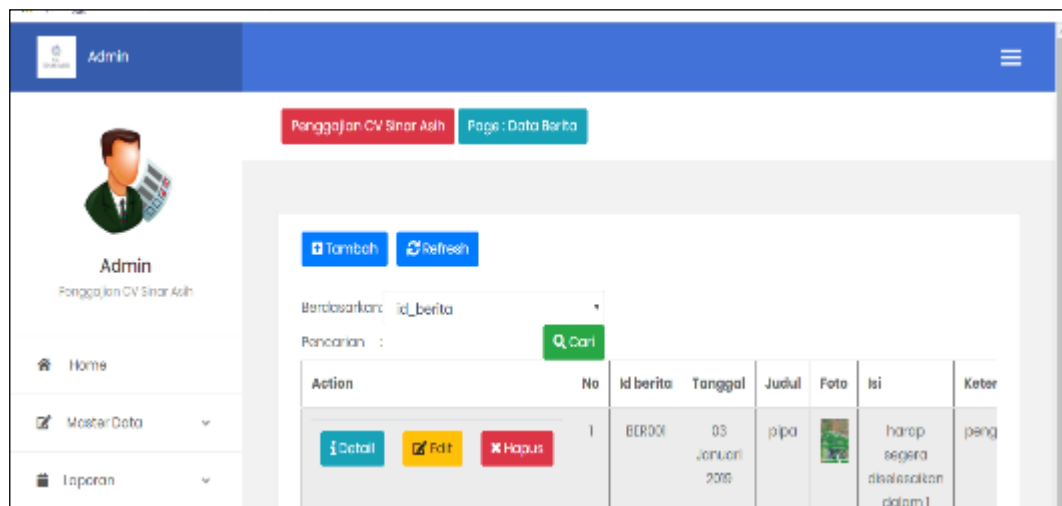 Admin
Penggajian CV Sinar Asih
Page : Data Berita
Admin
Penggajian CV Sinar Asih
Home
Master Data
Laporan
Tambah
Refresh
Berdasarkan:
id_berita
Pencarian :
Cari
Action No Id berita Tanggal Judul Foto Isi Keter
Detail Edit Hapus 1 BER001 03 pipa harap peng
Januari segera
2019 diselesaikan
dalam 1